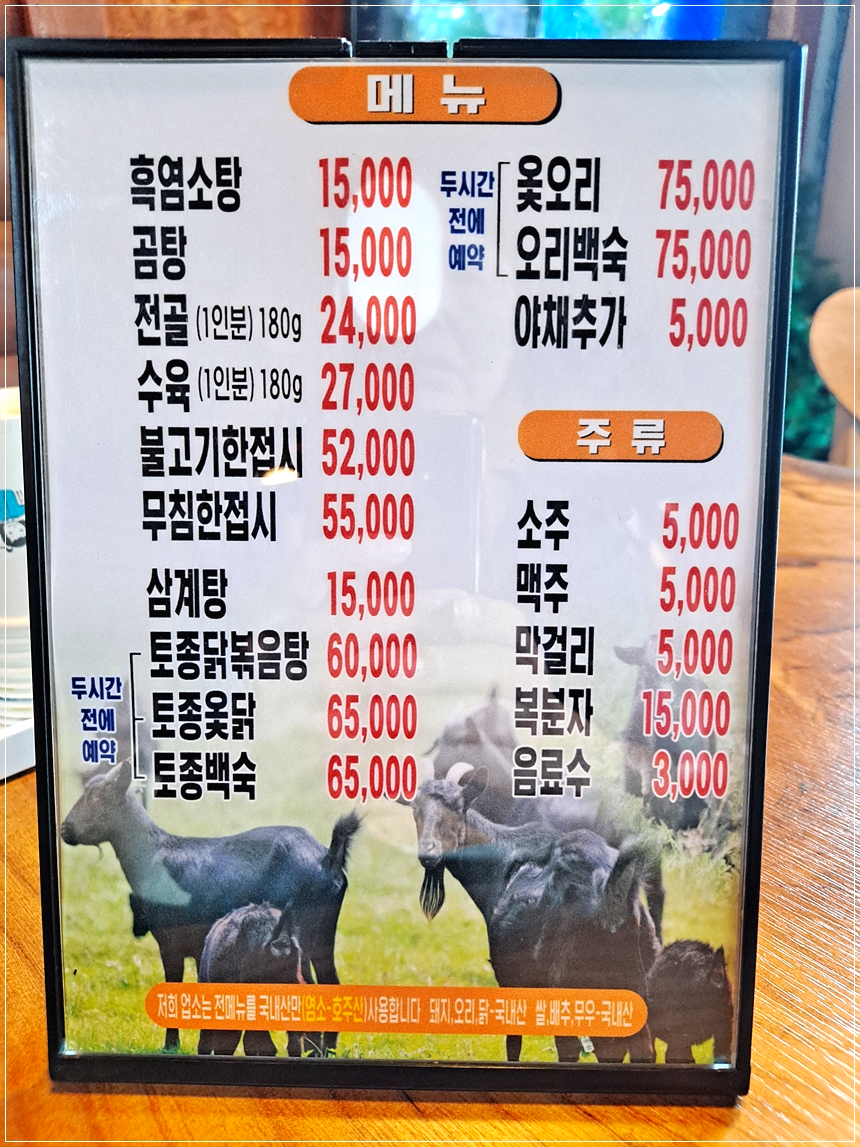 메뉴
흑염소탕 15,000
곰탕 15,000
전골 (1인분) 180g 24,000
수육 (1인분) 180g 27,000
불고기한접시 52,000
무침한접시 55,000
삼계탕 15,000
두시간
전에
예약
토종닭볶음탕 60,000
토종옻닭 65,000
토종백숙 65,000
두시간
전에
예약
옻오리 75,000
오리백숙 75,000
야채추가 5,000
주류
소주 5,000
맥주 5,000
막걸리 5,000
복분자 15,000
음료수 3,000
저희 업소는 전메뉴를 국내산만(염소-호주산)사용합니다 돼지,오리,닭-국내산 쌀,배추,무우-국내산